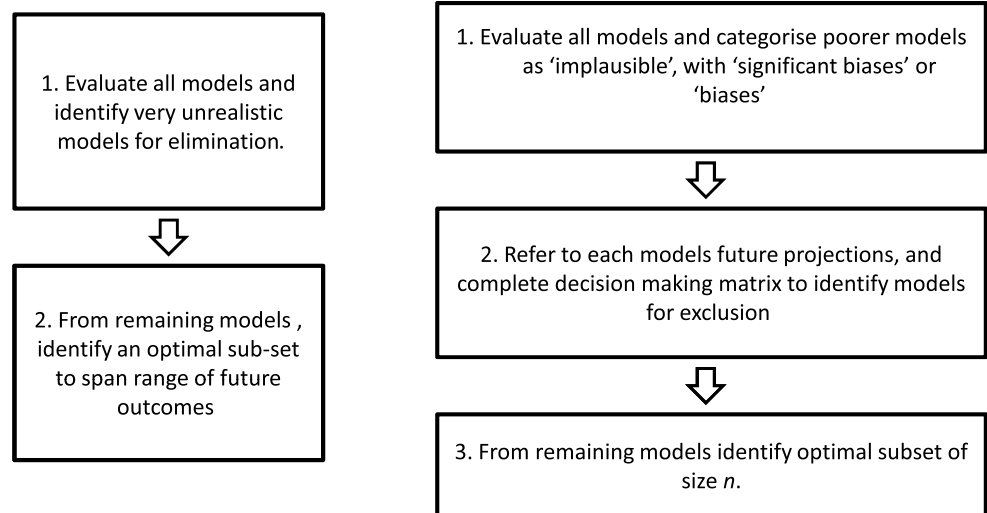 1. Evaluate all models and
identify very unrealistic
models for elimination.
2. From remaining models ,
identify an optimal sub-set
to span range of future
outcomes
1. Evaluate all models and categorise poorer models
as ‘implausible’, with ‘significant biases’ or
‘biases’
2. Refer to each models future projections, and
complete decision making matrix to identify models
for exclusion
3. From remaining models identify optimal subset of
size n.